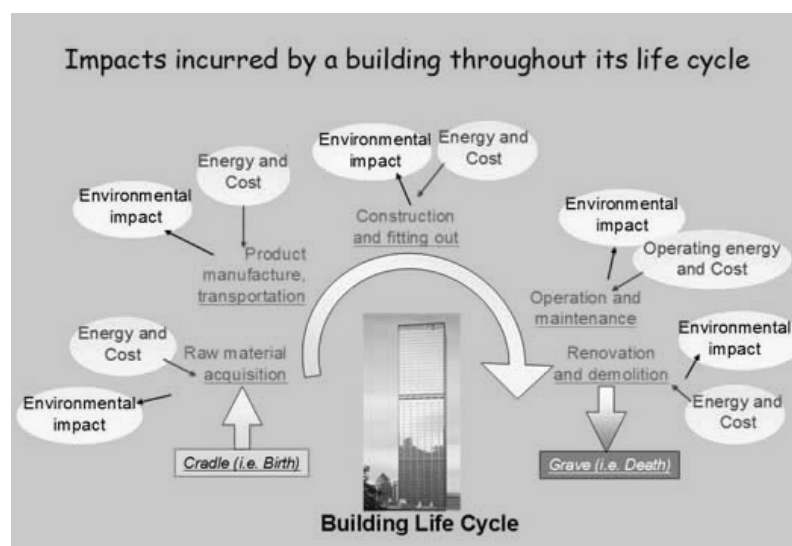 Impacts incurred by a building throughout its life cycle
Environmental
impact
Energy and
Cost
Construction
and fitting out
Energy and
Cost
Environmental
impact
Product
manufacture,
transportation
Environmental
impact
Operating energy
and Cost
Operation and
maintenance
Energy and
Cost
Raw material
acquisition
Environmental
impact
Environmental
impact
Renovation
and demolition
Energy and
Cost
Cradle (i.e. Birth)
Grave (i.e. Death)
Building Life Cycle